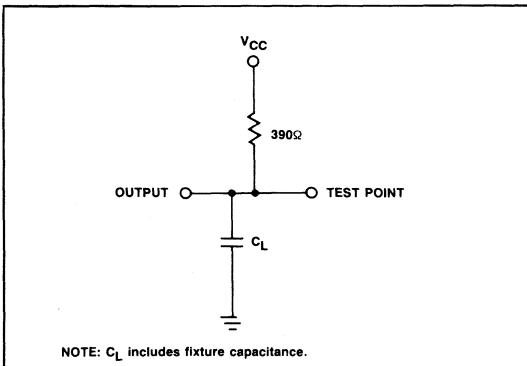 VCC
390Ω
OUTPUT
TEST POINT
CL
NOTE: CL includes fixture capacitance.